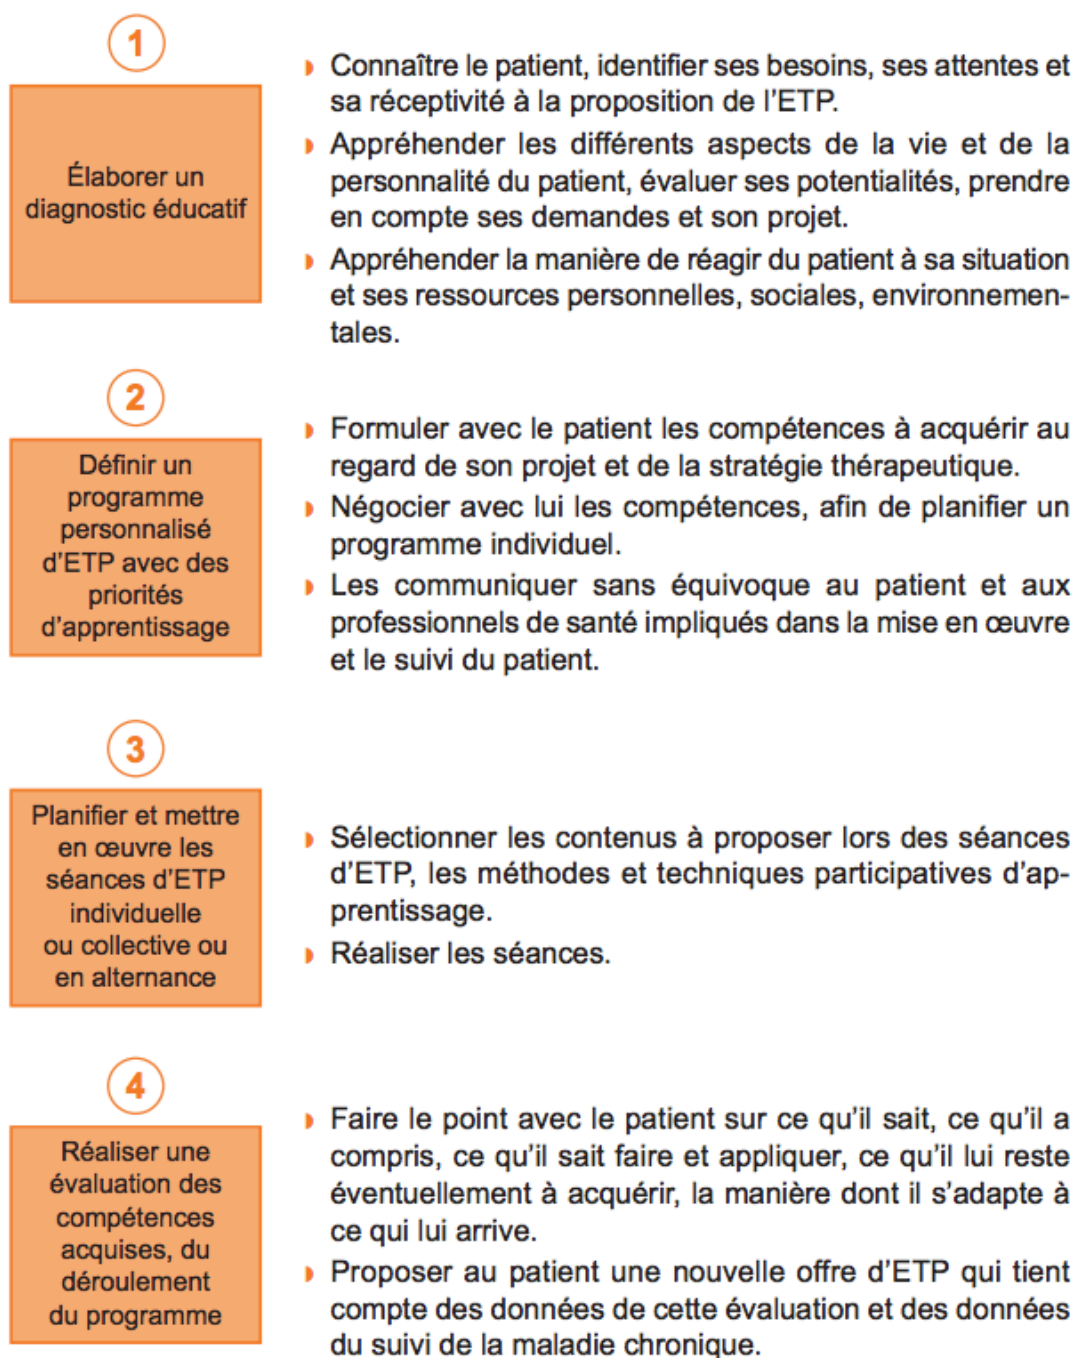 1
Élaborer un
diagnostic éducatif
Connaître le patient, identifier ses besoins, ses attentes et
sa réceptivité à la proposition de l'ETP.
Appréhender les différents aspects de la vie et de la
personnalité du patient, évaluer ses potentialités, prendre
en compte ses demandes et son projet.
Appréhender la manière de réagir du patient à sa situation
et ses ressources personnelles, sociales, environnemen-
tales.
2
Définir un
programme
personnalisé
d'ETP avec des
priorités
d'apprentissage
Formuler avec le patient les compétences à acquérir au
regard de son projet et de la stratégie thérapeutique.
Négocier avec lui les compétences, afin de planifier un
programme individuel.
Les communiquer sans équivoque au patient et aux
professionnels de santé impliqués dans la mise en œuvre
et le suivi du patient.
3
Planifier et mettre
en œuvre les
séances d'ETP
individuelle
ou collective ou
en alternance
Sélectionner les contenus à proposer lors des séances
d'ETP, les méthodes et techniques participatives d'ap-
prentissage.
Réaliser les séances.
4
Réaliser une
évaluation des
compétences
acquises, du
déroulement
du programme
Faire le point avec le patient sur ce qu'il sait, ce qu'il a
compris, ce qu'il sait faire et appliquer, ce qu'il lui reste
éventuellement à acquérir, la manière dont il s'adapte à
ce qui lui arrive.
Proposer au patient une nouvelle offre d'ETP qui tient
compte des données de cette évaluation et des données
du suivi de la maladie chronique.